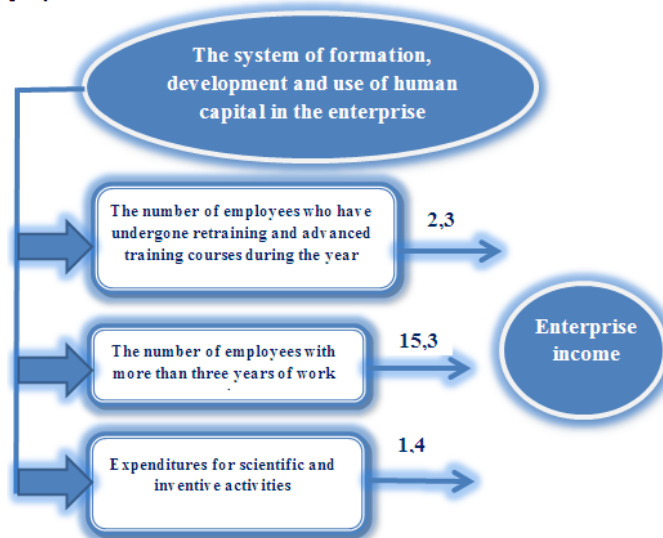 The system of formation,
development and use of human
capital in the enterprise
The number of employees who have
undergone retraining and advanced
training courses during the year
2,3
The number of employees with
more than three years of work
15,3
Enterprise
income
Expenditures for scientific and
inventive activities
1,4